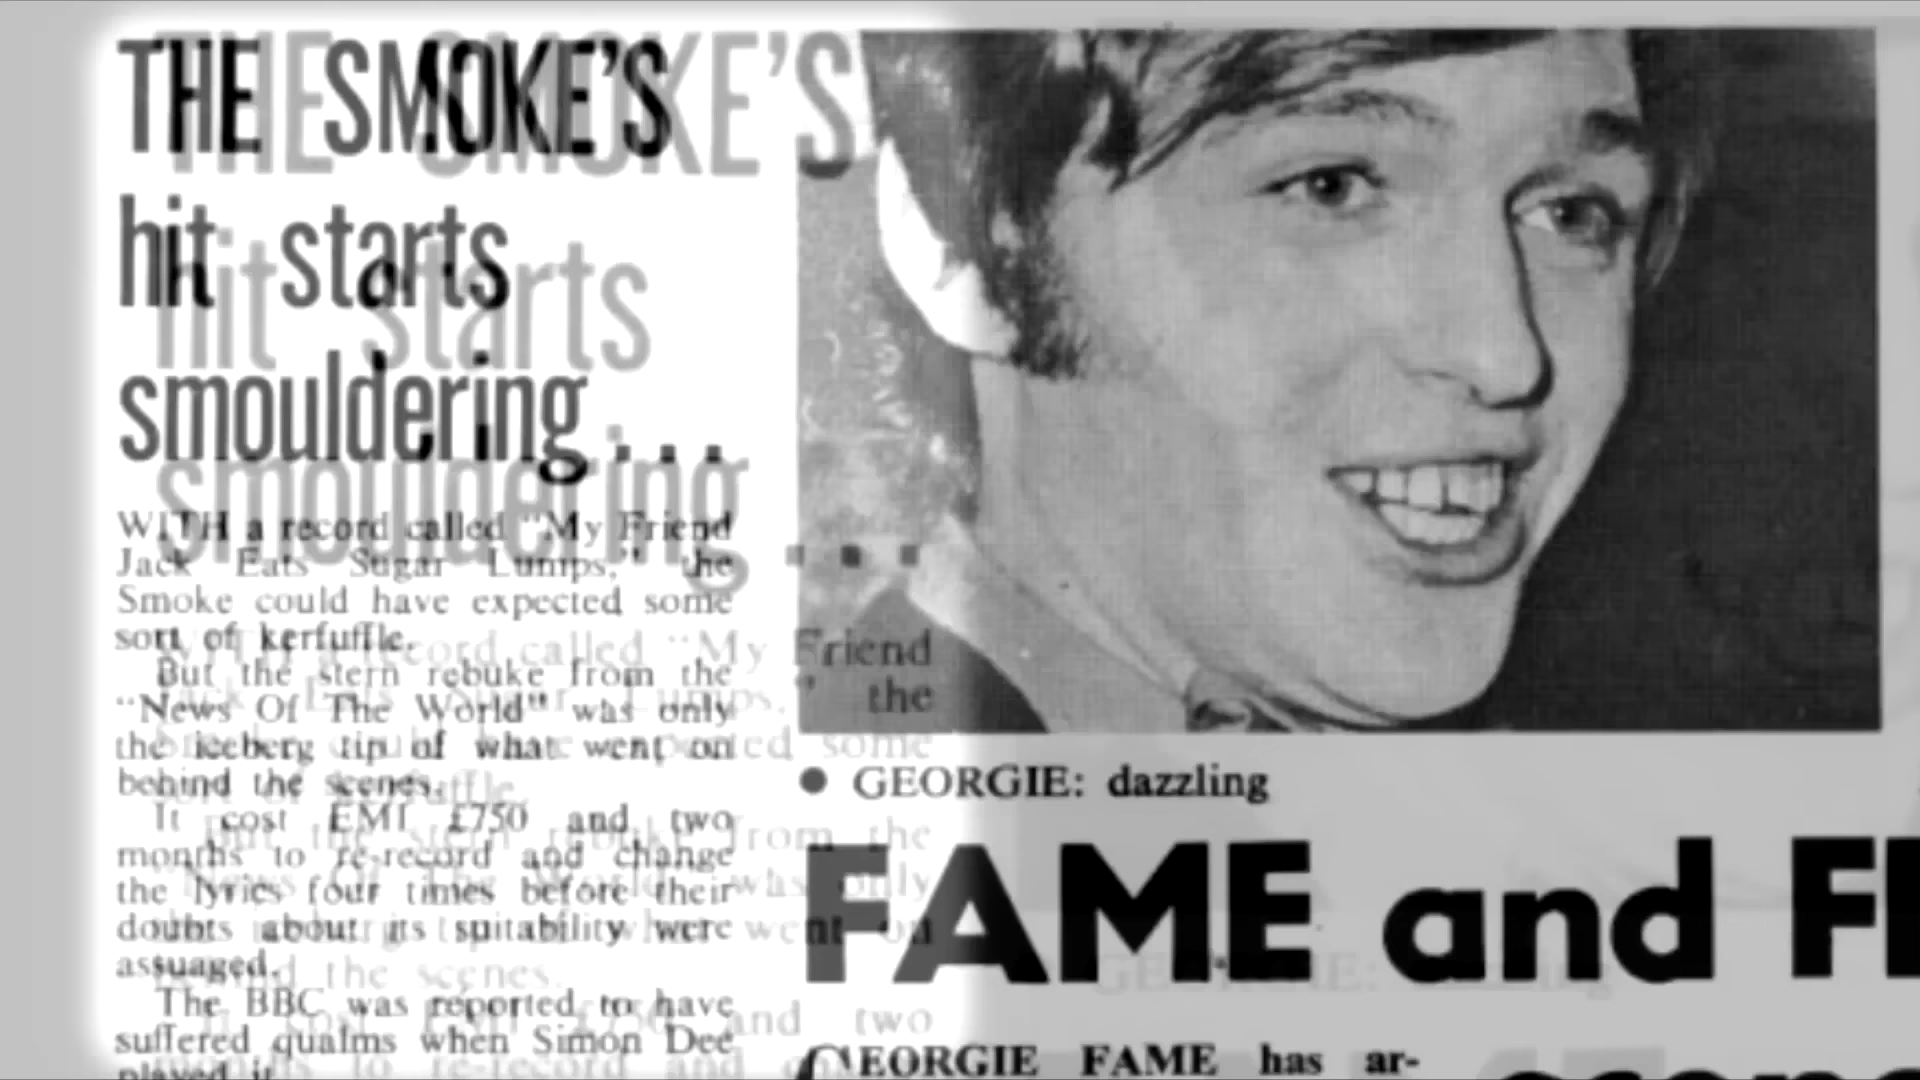 THE SMOKE'S
hit starts
smouldering...
WITH a record called "My Friend
Jack Eats Sugar Lumps," the
Smoke could have expected some
sort of kerfuffle.
But the stern rebuke from the
"News Of The World" was only
the iceberg tip of what went on
behind the scenes.
It cost EMI £750 and two
months to re-record and change
the lyrics four times before their
doubts about its suitability were
assuaged.
The BBC was reported to have
suffered qualms when Simon Dee
played it
● GEORGIE: dazzling
FAME and
GEORGIE FAME has ar-